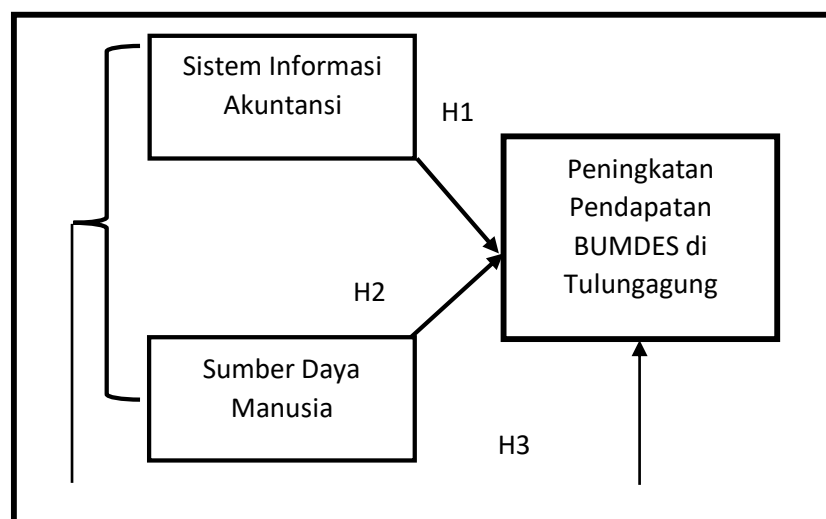 Sistem Informasi
Akuntansi
H1
Peningkatan
Pendapatan
BUMDES di
Tulungagung
H2
Sumber Daya
Manusia
H3